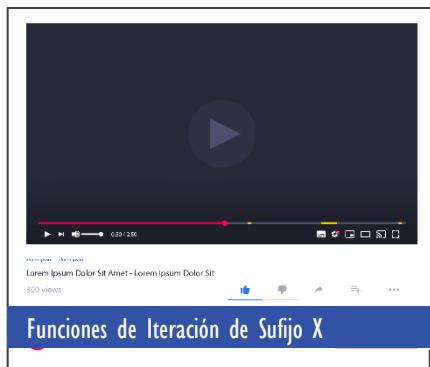 0:50 / 2:50
Lorem Ipsum Dolor Sit Amet - Lorem Ipsum Dolor Sit
300 views
Funciones de Iteración de Sufijo X